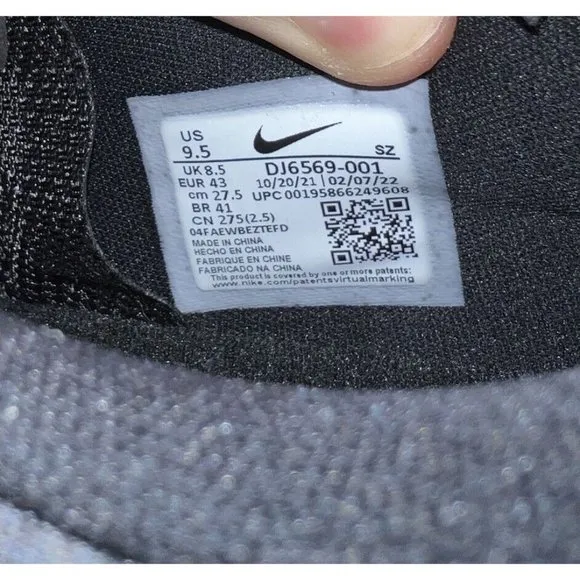 US
9.5
SZ
UK 8.5
DJ6569-001
EUR 43
10/20/21 02/07/22
cm 27.5
UPC 00195866249608
BR 41
CN 275(2.5)
04FAEWBEZTEFD
MADE IN CHINA
HECHO EN CHINA
FABRIQUE EN CHINE
FABRICADO NA CHINA
This product is covered by one or more patents. See
www.nike.com/patentsvirtualmarking